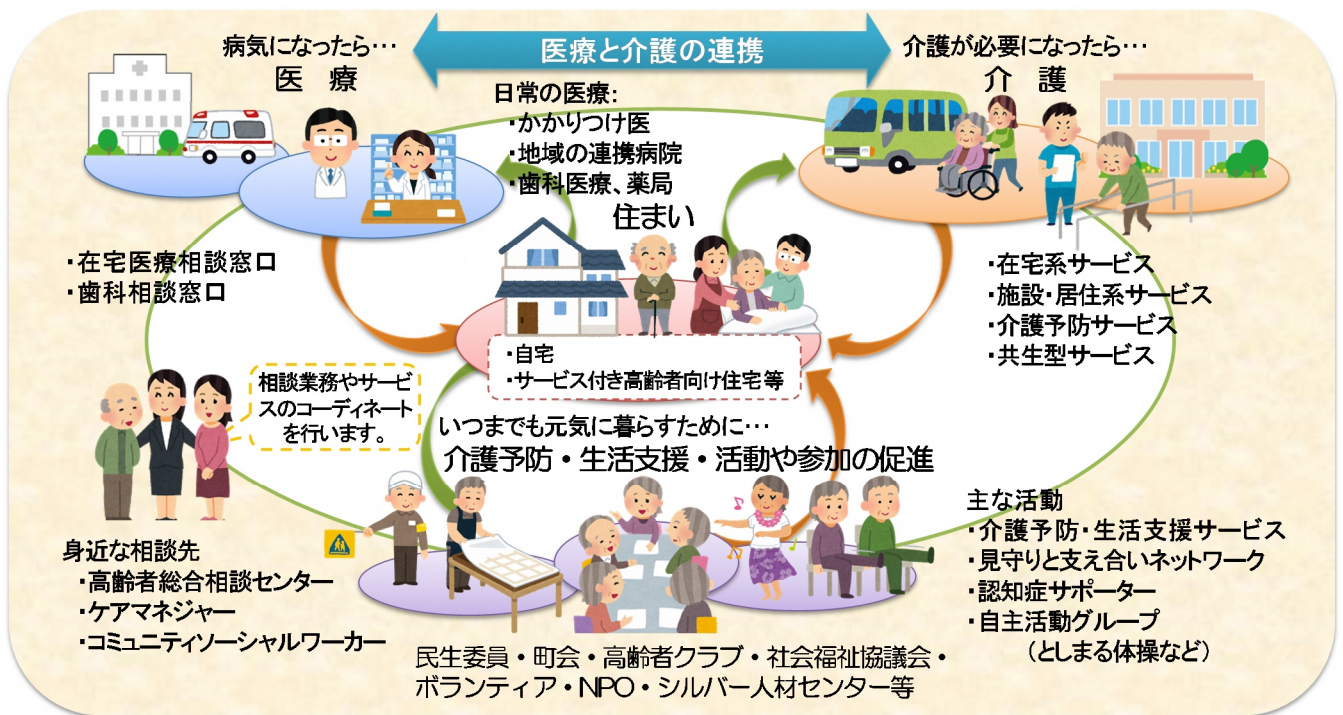 病気になったら…
医療
医療と介護の連携
介護が必要になったら…
介護
日常の医療：
・かかりつけ医
・地域の連携病院
・歯科医療、薬局
住まい
・在宅医療相談窓口
・歯科相談窓口
・在宅系サービス
・施設・居住系サービス
・介護予防サービス
・共生型サービス
・自宅
・サービス付き高齢者向け住宅等
相談業務やサービ
スのコーディネート
を行います。
いつまでも元気に暮らすために…
介護予防・生活支援・活動や参加の促進
身近な相談先
・高齢者総合相談センター
・ケアマネジャー
・コミュニティソーシャルワーカー
主な活動
・介護予防・生活支援サービス
・見守りと支え合いネットワーク
・認知症サポーター
・自主活動グループ
（としまる体操など）
民生委員・町会・高齢者クラブ・社会福祉協議会・
ボランティア・NPO・シルバー人材センター等